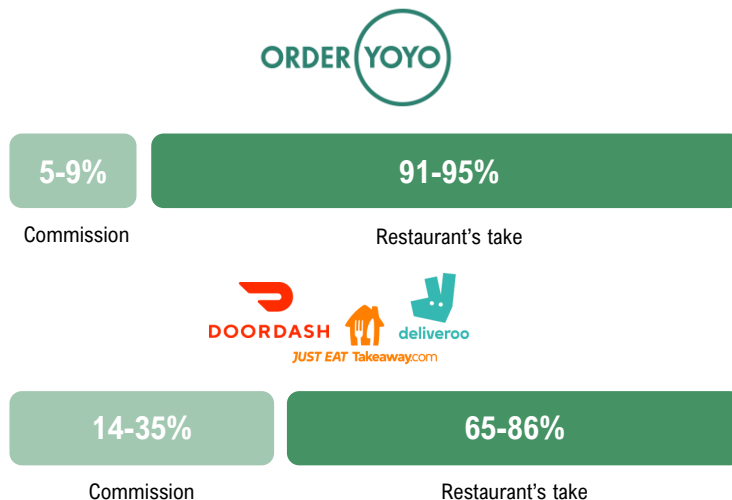 ORDER YOYO
5-9% 91-95%
Commission Restaurant's take
DOORDASH deliveroo
JUST EAT Takeaway.com
14-35% 65-86%
Commission Restaurant's take